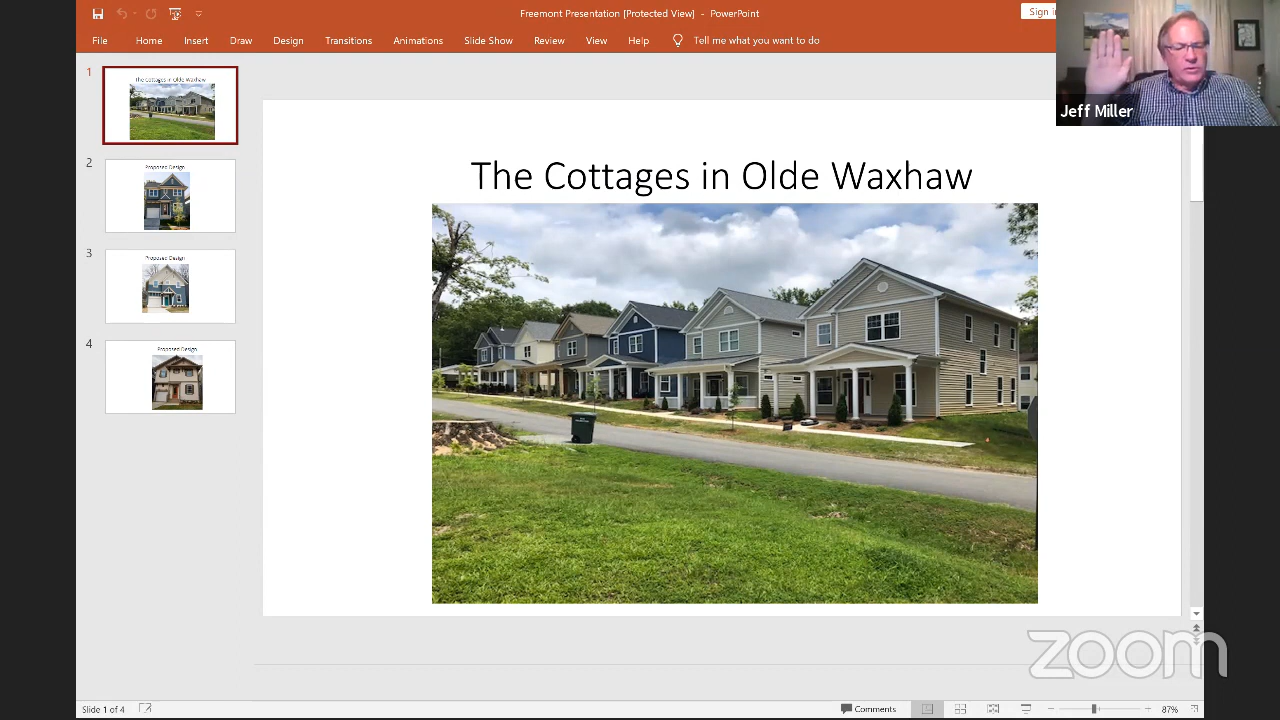 Freemont Presentation [Protected View] - PowerPoint
Sign i
File Home Insert Draw Design Transitions Animations Slide Show Review View Help Tell me what you want to do
Jeff Miller
1
The Cottages in Olde Waxhaw
2
Proposed Design
3
Proposed Design
4
Proposed Design
The Cottages in Olde Waxhaw
zoom
Slide 1 of 4
Comments
87%